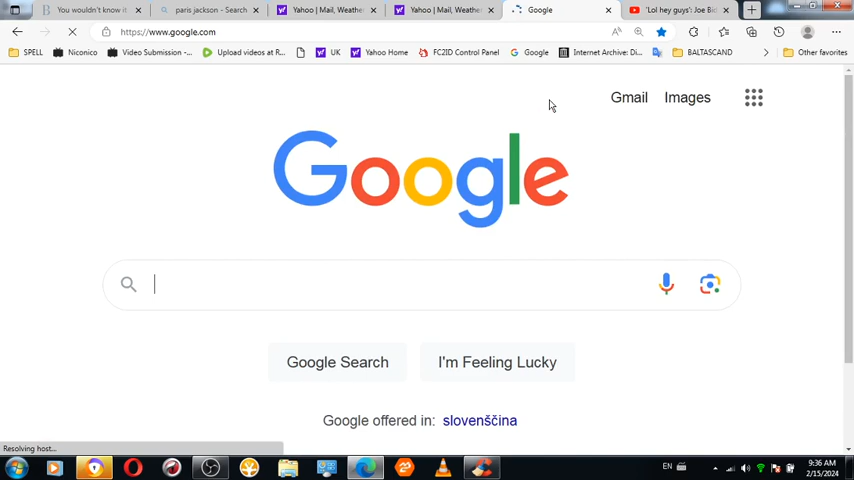 You wouldn't know it
paris jackson - Search
Yahoo | Mail, Weather
Yahoo | Mail, Weather
Google
'Lol hey guys': Joe Bid
https://www.google.com
SPELL
Niconico
Video Submission -...
Upload videos at R...
UK
Yahoo Home
FC2ID Control Panel
Google
Internet Archive: Di...
BALTASCAND
Other favorites
Gmail
Images
Google
Google Search
I'm Feeling Lucky
Google offered in: slovenščina
Resolving host...
EN
9:36 AM
2/15/2024